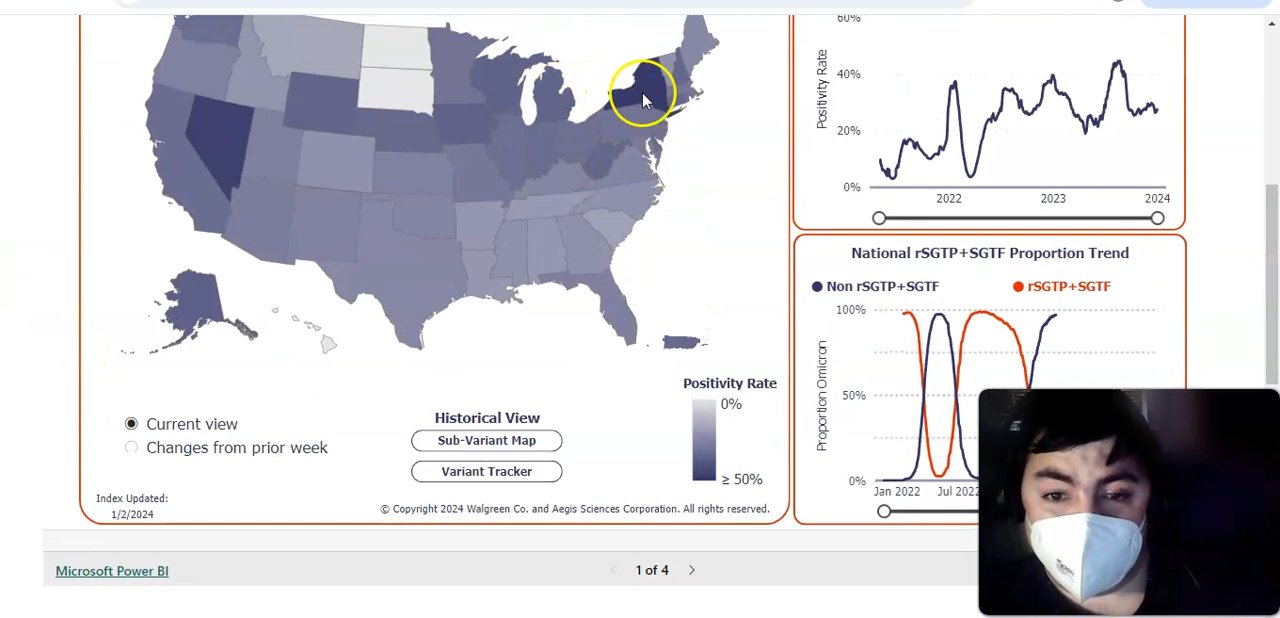 60%
40%
20%
0%
Positivity Rate
2022 2023 2024
National rSGTP+SGTF Proportion Trend
Non rSGTP+SGTF rSGTP+SGTF
100%
50%
0%
Proportion Omicron
Jan 2022 Jul 2022
Positivity Rate
0%
≥ 50%
Historical View
Sub-Variant Map
Variant Tracker
Current view
Changes from prior week
Index Updated:
1/2/2024
© Copyright 2024 Walgreen Co. and Aegis Sciences Corporation. All rights reserved.
Microsoft Power BI
1 of 4